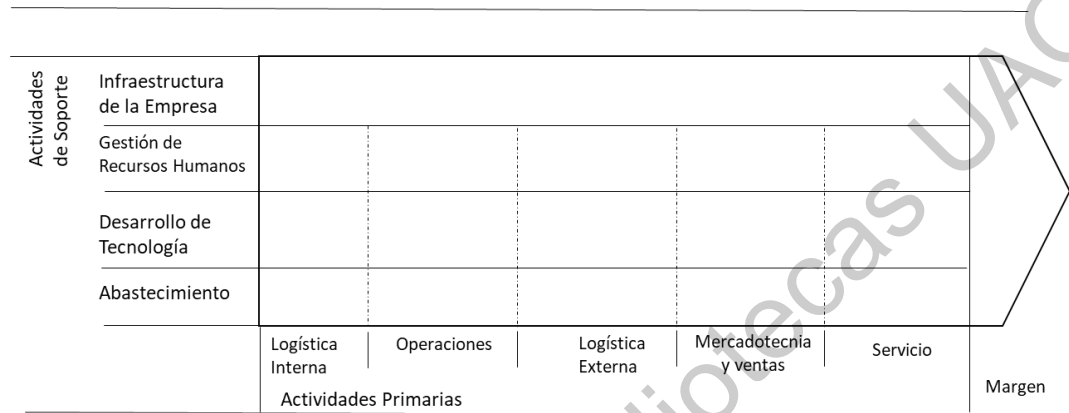 Actividades
de Soporte
Infraestructura
de la Empresa
Gestión de
Recursos Humanos
Desarrollo de
Tecnología
Abastecimiento
Logística
Interna
Operaciones
Logística
Externa
Mercadotecnia
y ventas
Servicio
Margen
Actividades Primarias